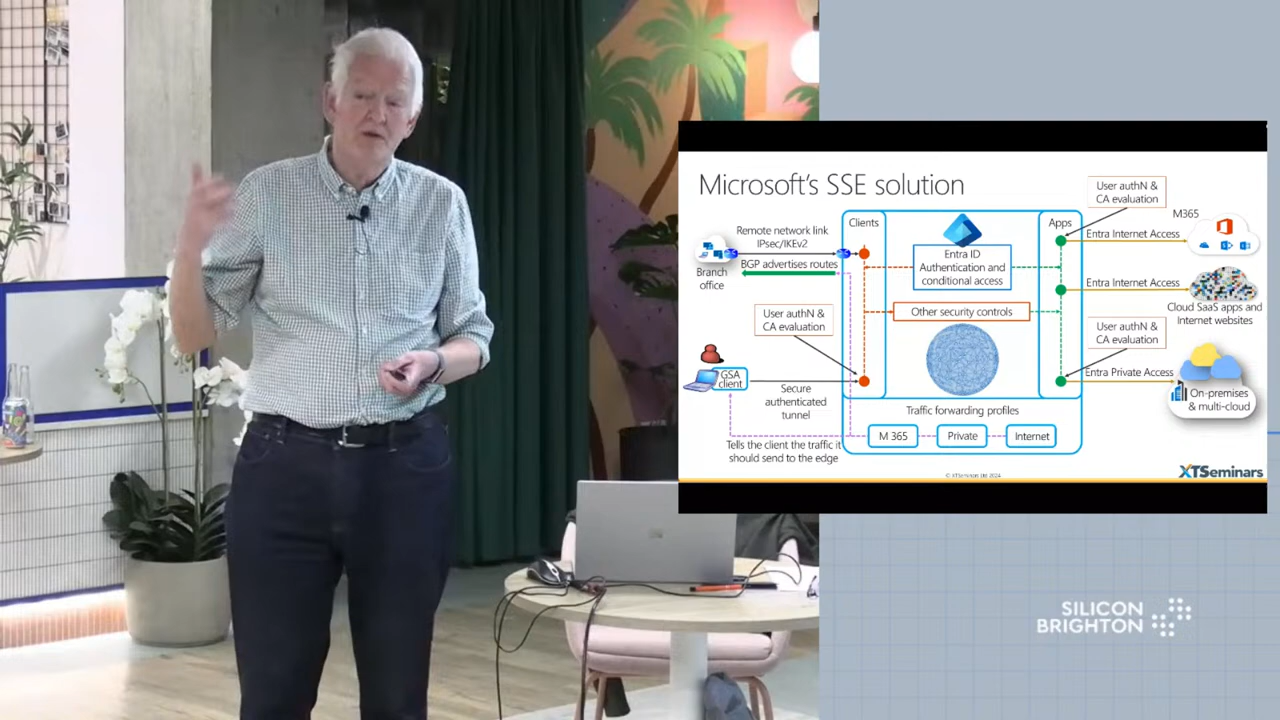 Microsoft's SSE solution
User authN &
CA evaluation
M365
Clients
Apps
Remote network link
IPsec/IKEv2
Entra Internet Access
BGP advertises routes
Branch
office
Entra ID
Authentication and
conditional access
Entra Internet Access
Cloud SaaS apps and
Internet websites
User authN &
CA evaluation
Other security controls
User authN &
CA evaluation
GSA
client
Secure
authenticated
tunnel
Entra Private Access
On-premises
& multi-cloud
Traffic forwarding profiles
M 365
Private
Internet
Tells the client the traffic it
should send to the edge
© XTSeminars Ltd 2024
XTSeminars
SILICON
BRIGHTON